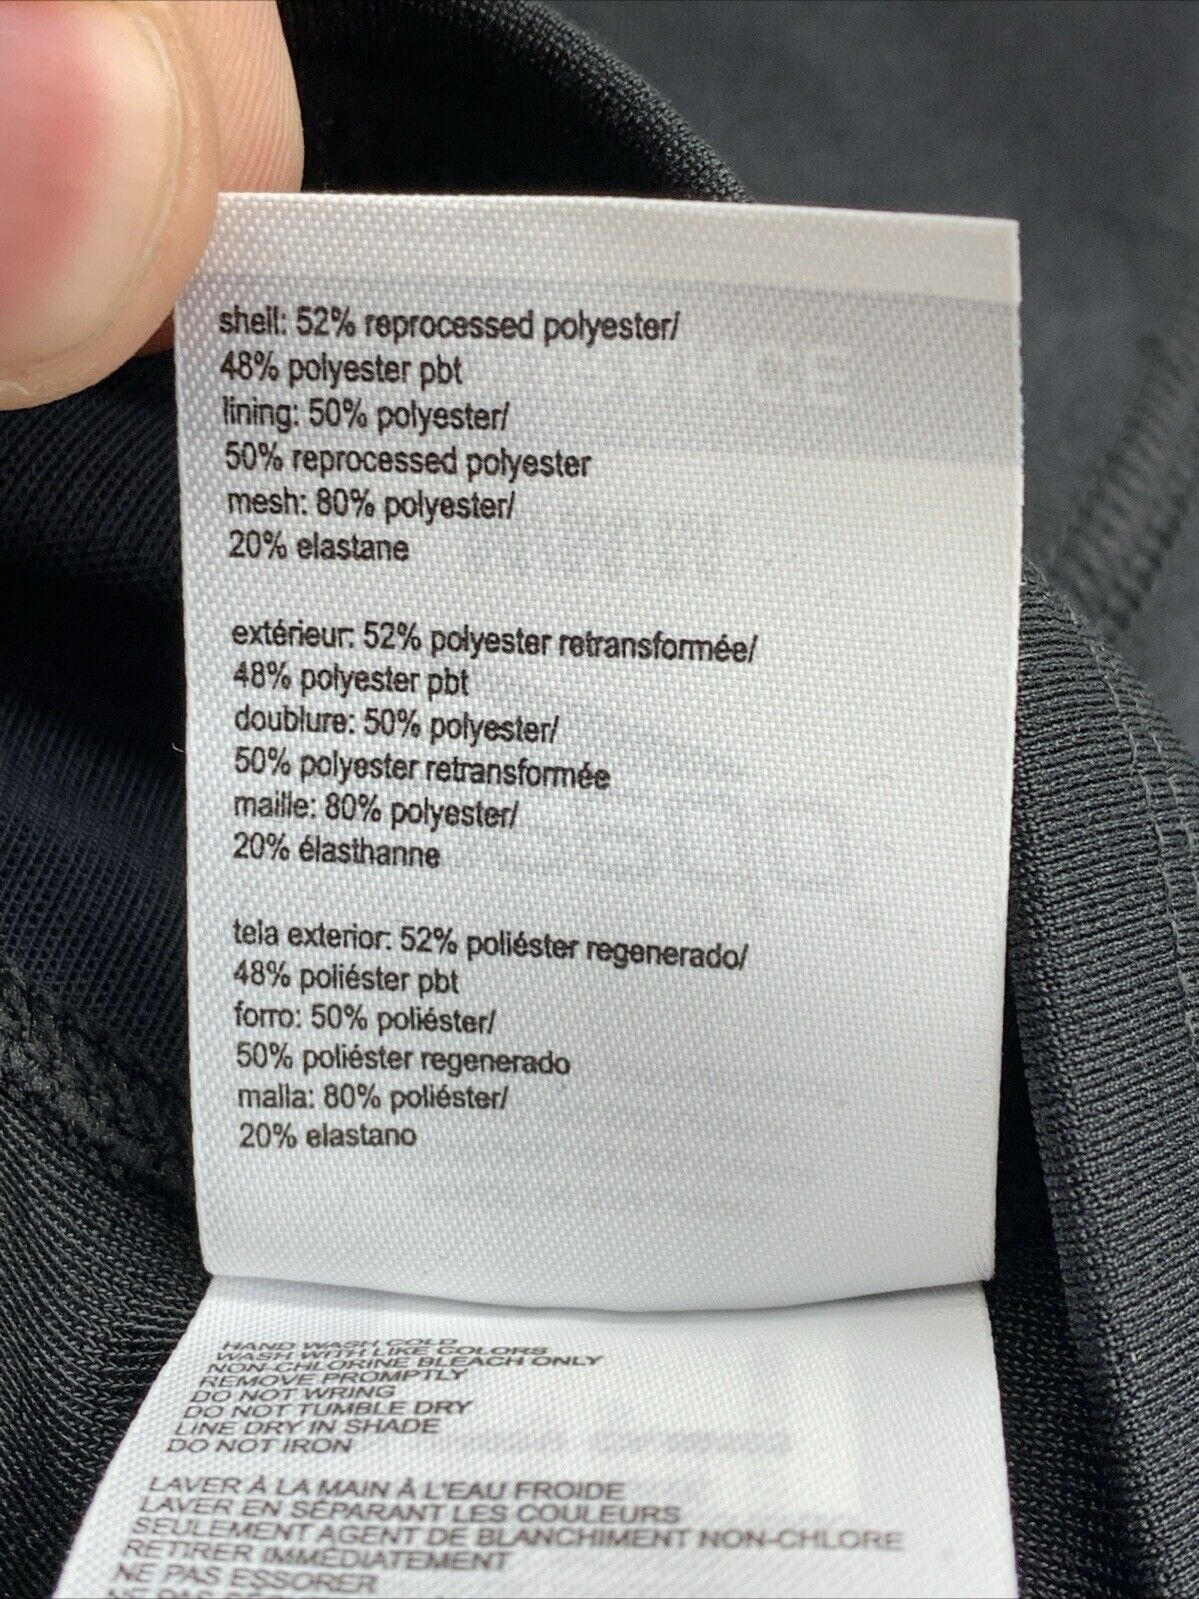 shell: 52% reprocessed polyester/
48% polyester pbt
lining: 50% polyester/
50% reprocessed polyester
mesh: 80% polyester/
20% elastane
extérieur: 52% polyester retransformée/
48% polyester pbt
doublure: 50% polyester/
50% polyester retransformée
maille: 80% polyester/
20% élasthanne
tela exterior: 52% poliéster regenerado/
48% poliéster pbt
forro: 50% poliéster/
50% poliéster regenerado
malla: 80% poliéster/
20% elastano
HAND WASH COLD
WASH WITH LIKE COLORS
NON-CHLORINE BLEACH ONLY
REMOVE PROMPTLY
DO NOT WRING
DO NOT TUMBLE DRY
LINE DRY IN SHADE
DO NOT IRON
LAVER À LA MAIN À L'EAU FROIDE
LAVER EN SÉPARANT LES COULEURS
SEULEMENT AGENT DE BLANCHIMENT NON-CHLORE
RETIRER IMMÉDIATEMENT
NE PAS ESSORER
NE PAS